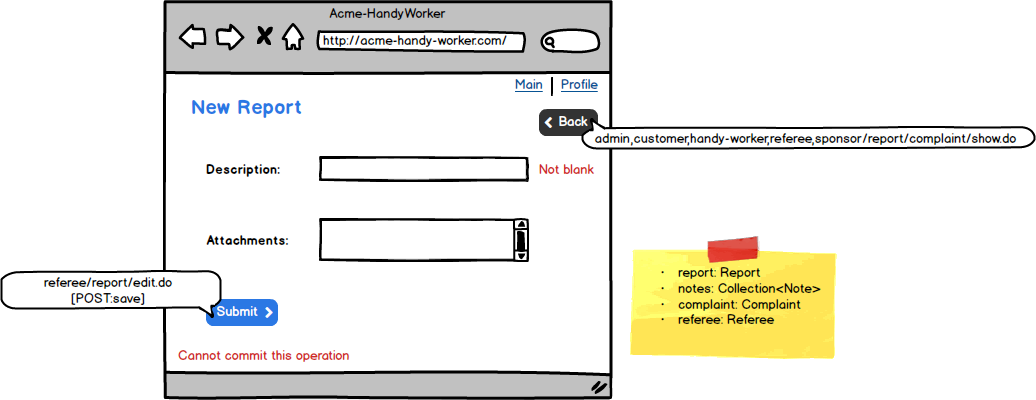 Acme-HandyWorker
http://acme-handy-worker.com/
Main
Profile
New Report
Back
admin,customer,handy-worker,referee,sponsor/report/complaint/show.do
Description:
Not blank
Attachments:
referee/report/edit.do
[POST:save]
Submit
Cannot commit this operation
· report: Report
· notes: Collection<Note>
· complaint: Complaint
· referee: Referee